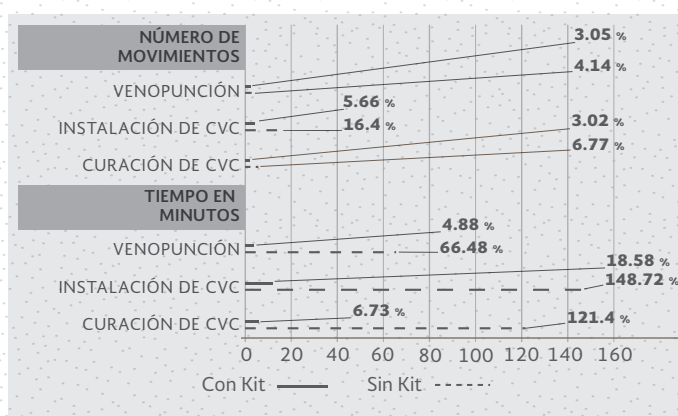 NÚMERO DE
MOVIMIENTOS
3.05 %
VENOPUNCIÓN
4.14 %
5.66 %
INSTALACIÓN DE CVC
16.4 %
3.02 %
CURACIÓN DE CVC
6.77 %
TIEMPO EN
MINUTOS
4.88 %
VENOPUNCIÓN
66.48 %
18.58 %
INSTALACIÓN DE CVC
148.72 %
6.73 %
CURACIÓN DE CVC
121.4 %
0 20 40 60 80 100 120 140 160
Con Kit Sin Kit